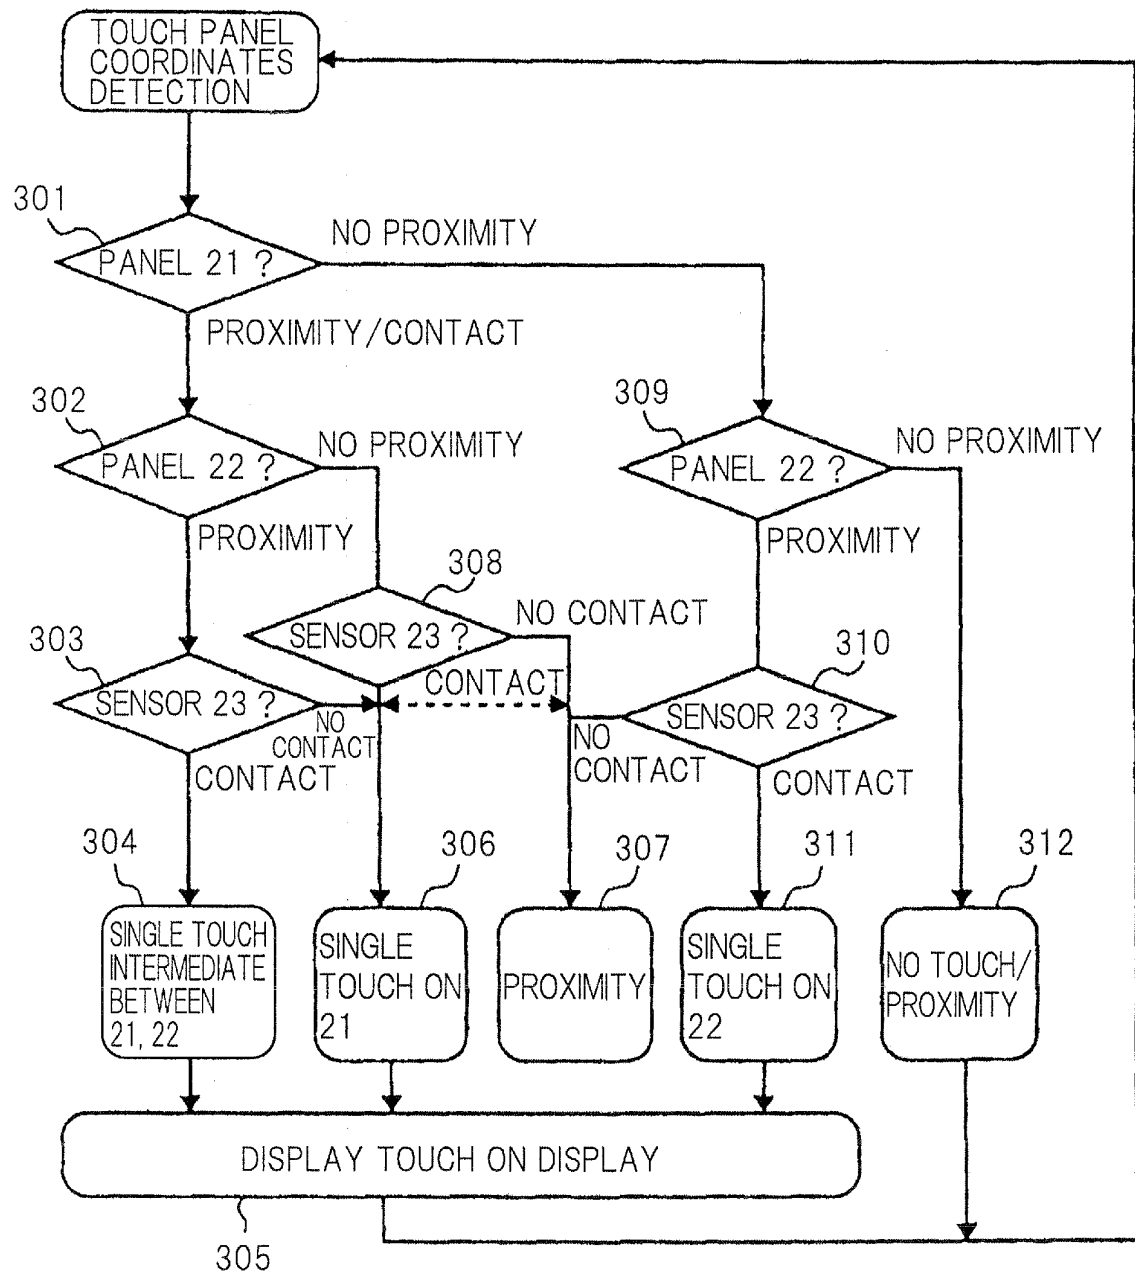 TOUCH PANEL
COORDINATES
DETECTION
301
NO PROXIMITY
PANEL 21 ?
PROXIMITY/CONTACT
302
309
NO PROXIMITY
NO PROXIMITY
PANEL 22 ?
PANEL 22 ?
PROXIMITY
PROXIMITY
308
NO CONTACT
303
SENSOR 23 ?
310
CONTACT
SENSOR 23 ?
SENSOR 23 ?
NO
CONTACT
NO
CONTACT
CONTACT
CONTACT
304
306
307
311
312
SINGLE TOUCH
INTERMEDIATE
BETWEEN
21, 22
SINGLE
TOUCH ON
21
PROXIMITY
SINGLE
TOUCH ON
22
NO TOUCH/
PROXIMITY
DISPLAY TOUCH ON DISPLAY
305